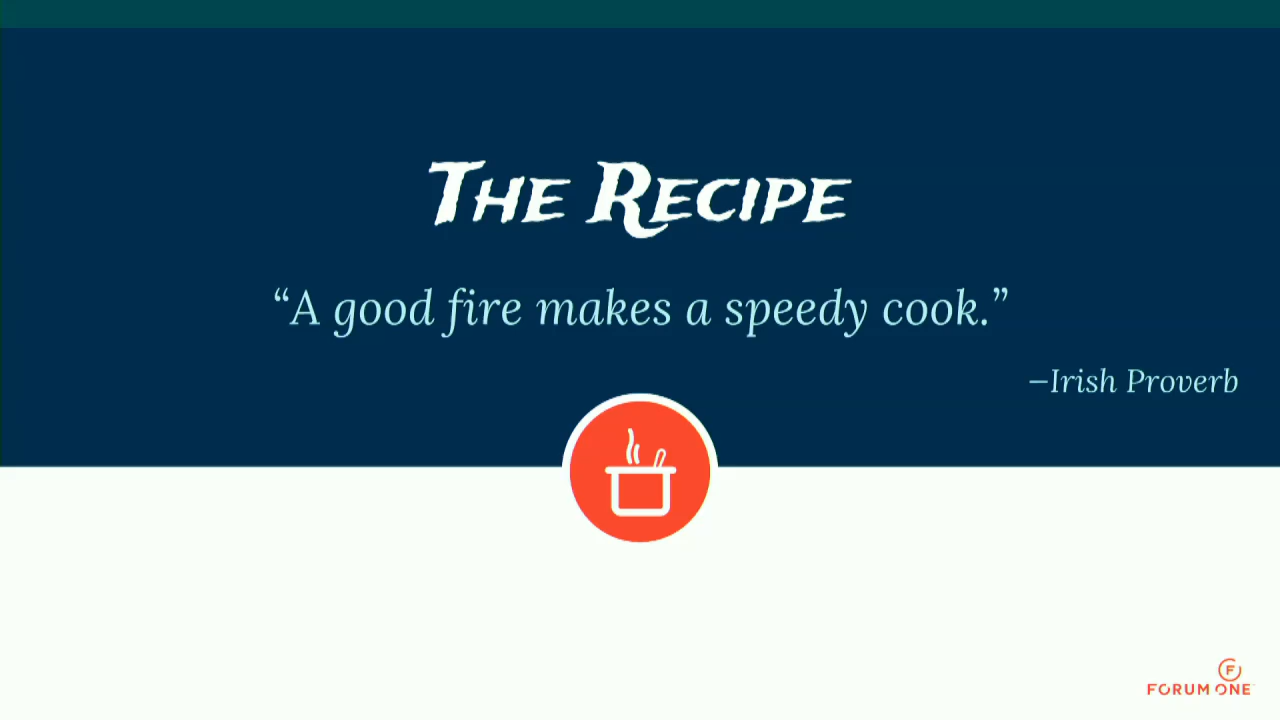 The Recipe
“A good fire makes a speedy cook.”
–Irish Proverb
F
FORUM ONE